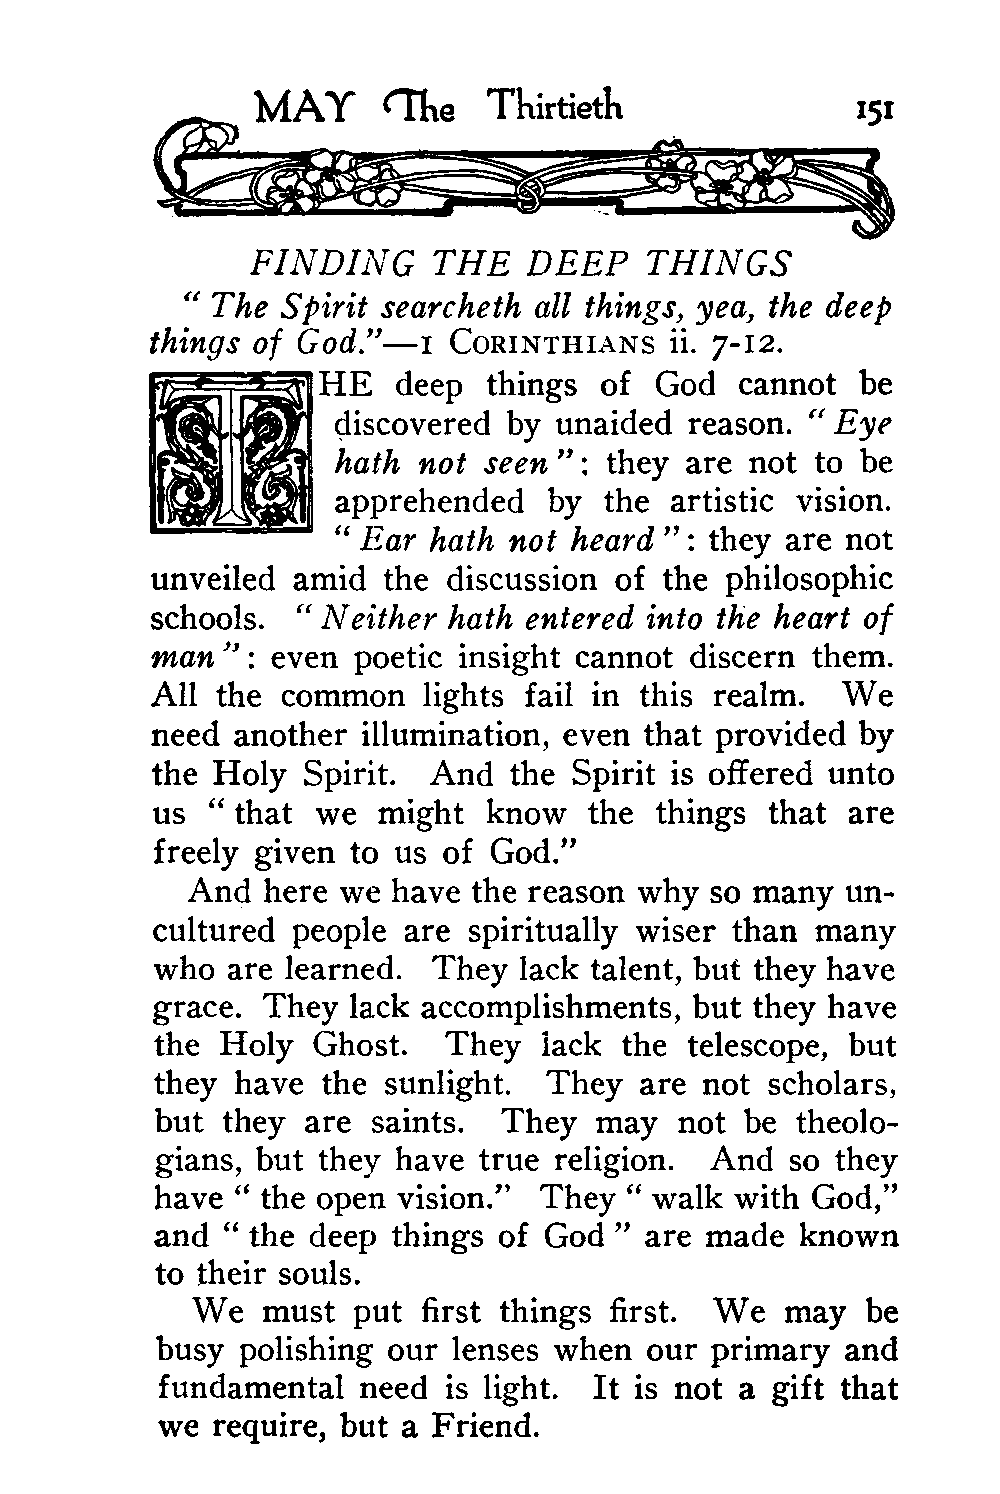 MAY The Thirtieth 151
FINDING THE DEEP THINGS
“ The Spirit searcheth all things, yea, the deep
things of God.”—1 CORINTHIANS ii. 7-12.
THE deep things of God cannot be
discovered by unaided reason. “ Eye
hath not seen ” : they are not to be
apprehended by the artistic vision.
“ Ear hath not heard ” : they are not
unveiled amid the discussion of the philosophic
schools. “ Neither hath entered into the heart of
man ” : even poetic insight cannot discern them.
All the common lights fail in this realm. We
need another illumination, even that provided by
the Holy Spirit. And the Spirit is offered unto
us “ that we might know the things that are
freely given to us of God.”
And here we have the reason why so many un-
cultured people are spiritually wiser than many
who are learned. They lack talent, but they have
grace. They lack accomplishments, but they have
the Holy Ghost. They lack the telescope, but
they have the sunlight. They are not scholars,
but they are saints. They may not be theolo-
gians, but they have true religion. And so they
have “ the open vision.” They “ walk with God,”
and “ the deep things of God ” are made known
to their souls.
We must put first things first. We may be
busy polishing our lenses when our primary and
fundamental need is light. It is not a gift that
we require, but a Friend.